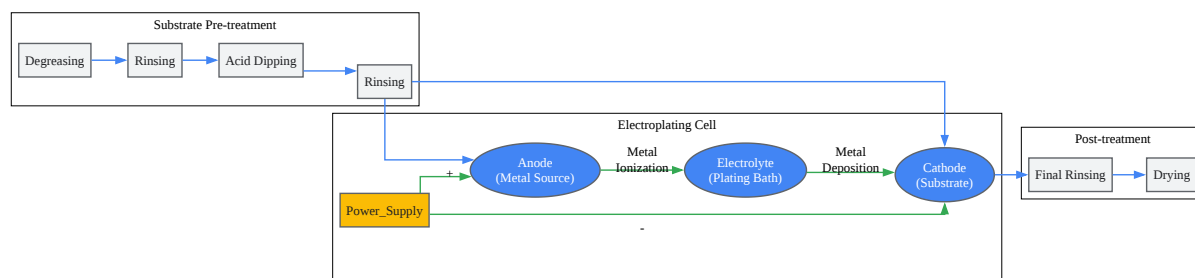 Substrate Pre-treatment
Degreasing
Rinsing
Acid Dipping
Rinsing
Electroplating Cell
Anode
(Metal Source)
Metal
Ionization
Electrolyte
(Plating Bath)
Metal
Deposition
Cathode
(Substrate)
+
Power_Supply
-
Post-treatment
Final Rinsing
Drying